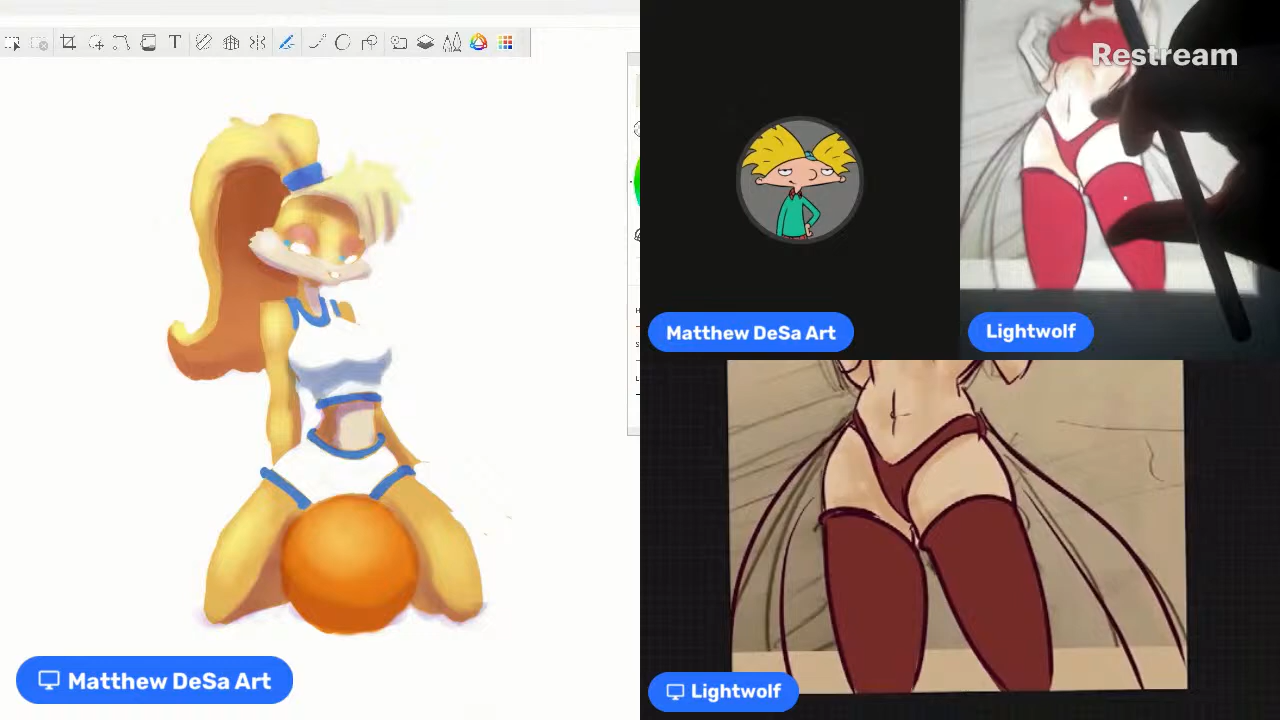 T
Restream
Matthew DeSa Art
Lightwolf
Matthew DeSa Art
Lightwolf
H
S
L